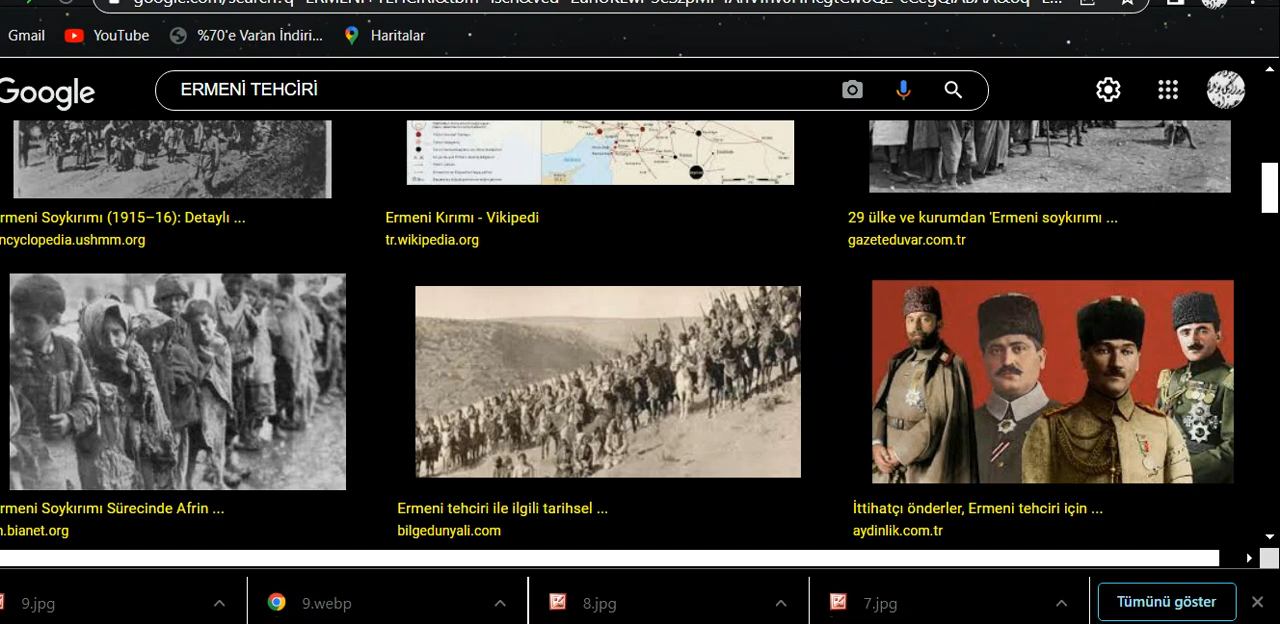 Gmail YouTube %70'e Varan İndiri... Haritalar
Google ERMENİ TEHCİRİ
rmeni Soykırımı (1915–16): Detaylı ...
ncyclopedia.ushmm.org
Ermeni Kırımı - Vikipedi
tr.wikipedia.org
29 ülke ve kurumdan 'Ermeni soykırımı ...
gazeteduvar.com.tr
rmeni Soykırımı Sürecinde Afrin ...
n.bianet.org
Ermeni tehciri ile ilgili tarihsel ...
bilgedunyali.com
İttihatçı önderler, Ermeni tehciri için ...
aydinlik.com.tr
9.jpg 9.webp 8.jpg 7.jpg Tümünü göster